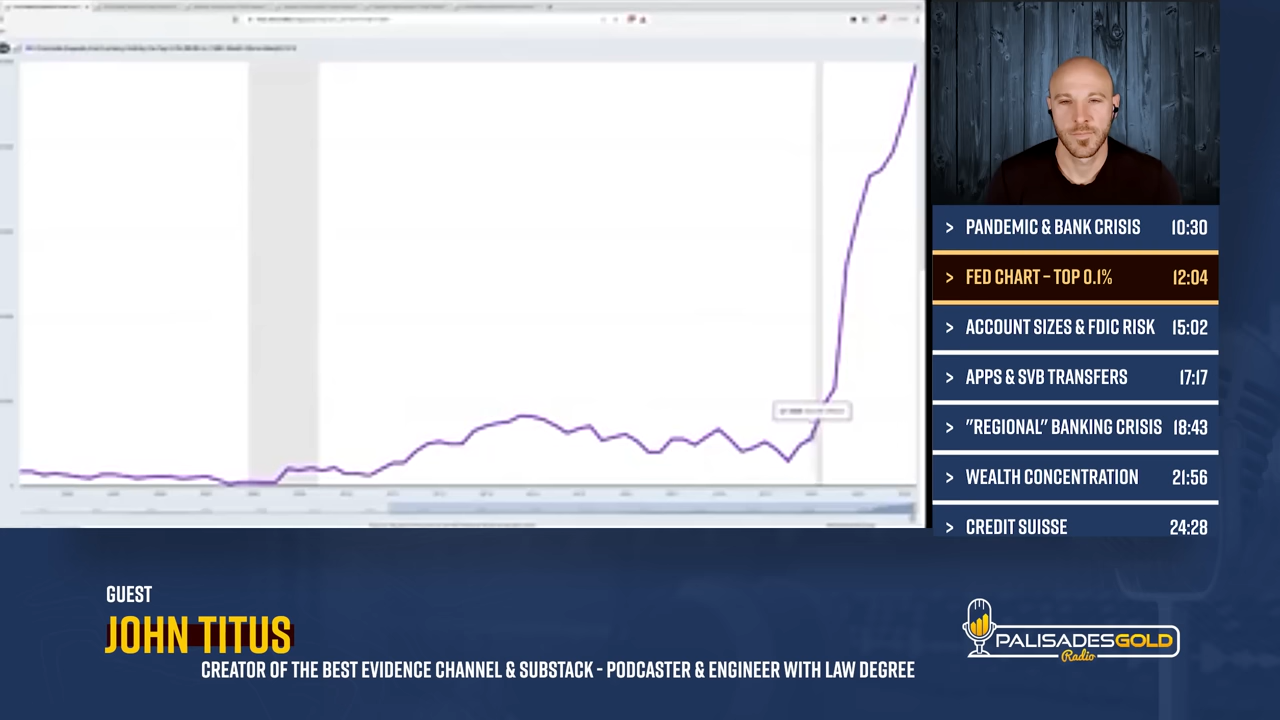 PANDEMIC & BANK CRISIS 10:30
FED CHART – TOP 0.1% 12:04
ACCOUNT SIZES & FDIC RISK 15:02
APPS & SVB TRANSFERS 17:17
"REGIONAL" BANKING CRISIS 18:43
WEALTH CONCENTRATION 21:56
CREDIT SUISSE 24:28
GUEST
JOHN TITUS
CREATOR OF THE BEST EVIDENCE CHANNEL & SUBSTACK - PODCASTER & ENGINEER WITH LAW DEGREE
PALISADESGOLD
Radio